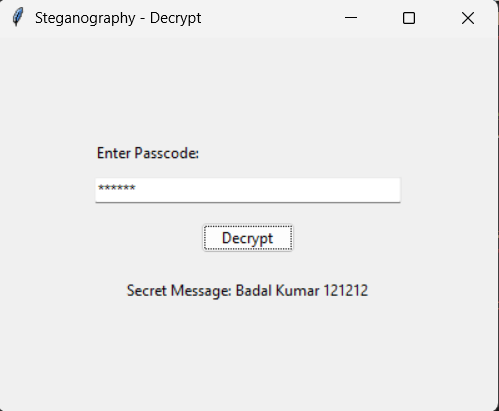 Steganography - Decrypt
Enter Passcode:
******
Decrypt
Secret Message: Badal Kumar 121212